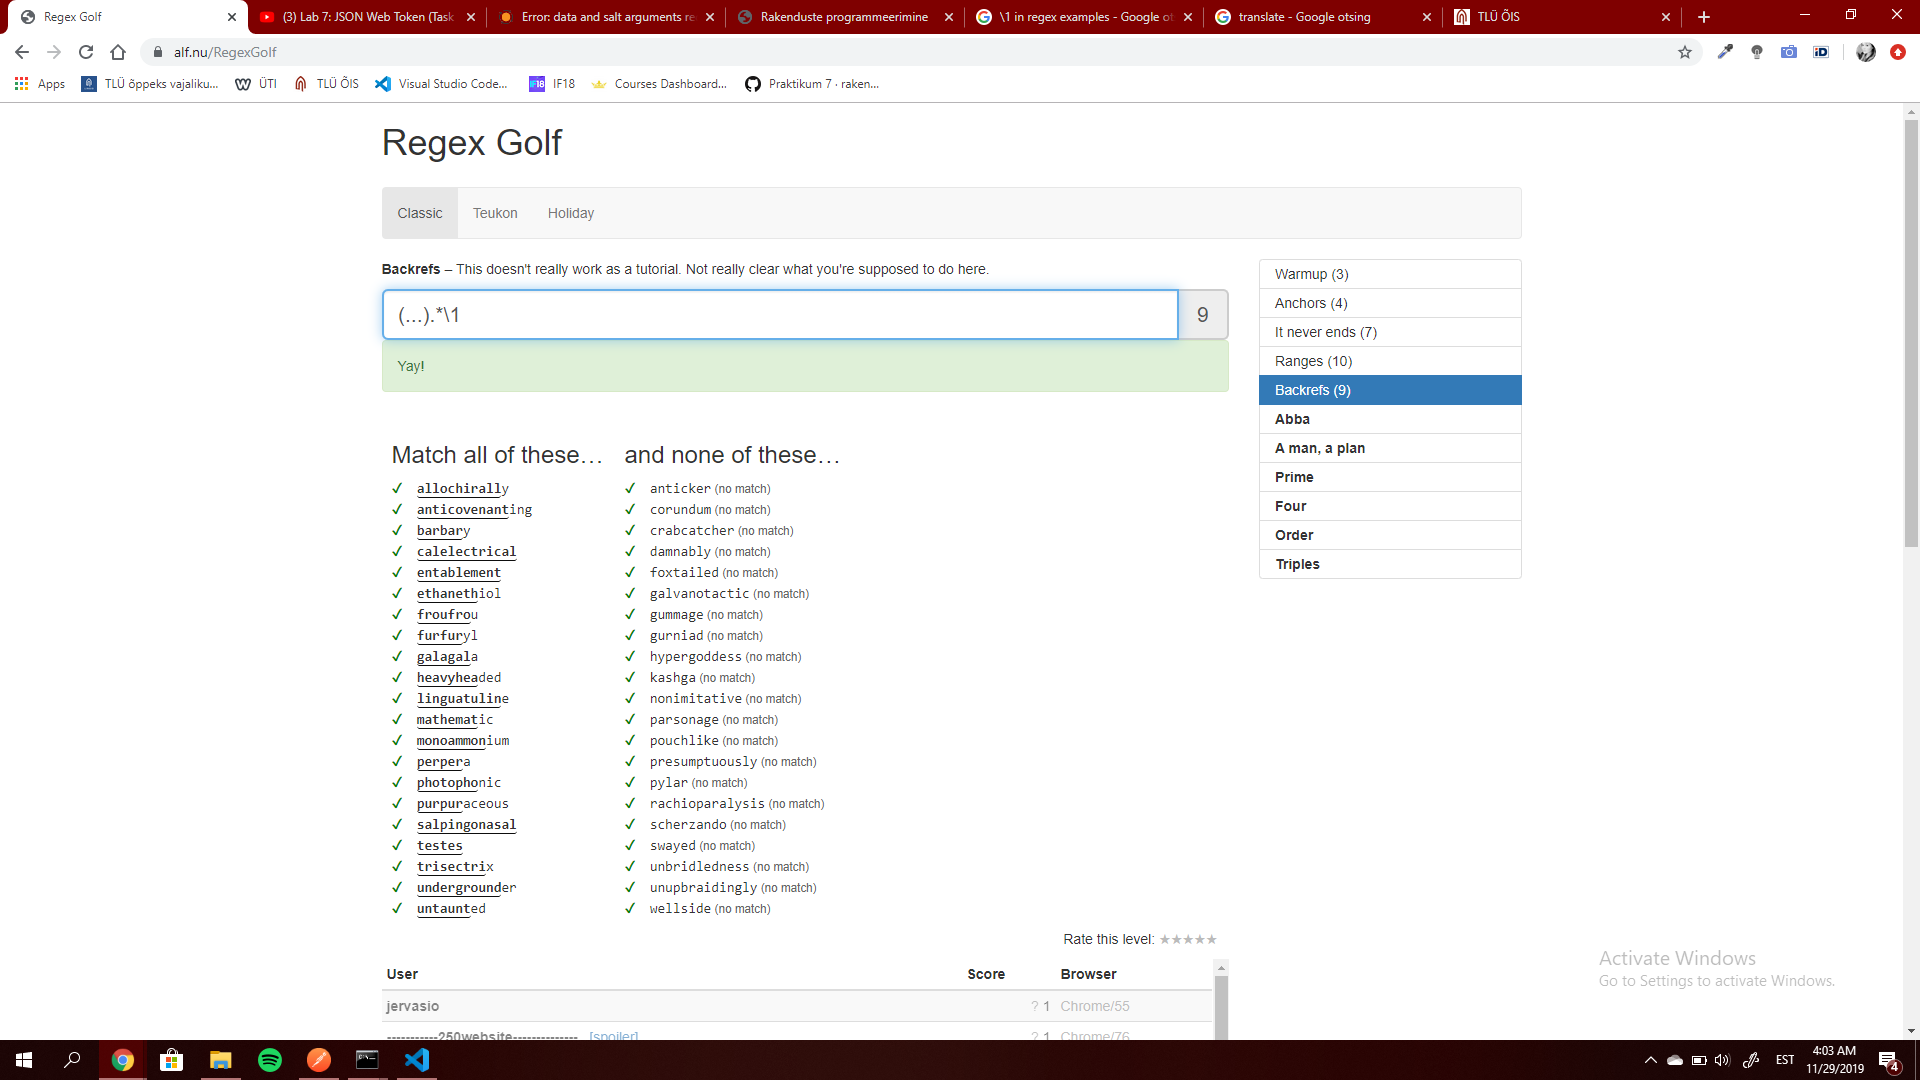 Regex Golf
(3) Lab 7: JSON Web Token (Task
Error: data and salt arguments re
Rakenduste programmeerimine
\1 in regex examples - Google ot
translate - Google otsing
TLÜ ÕIS
alf.nu/RegexGolf
Apps
TLÜ õppeks vajaliku...
ÜTI
TLÜ ÕIS
Visual Studio Code...
IF18
Courses Dashboard...
Praktikum 7 · raken...
Regex Golf
Classic
Teukon
Holiday
Backrefs – This doesn't really work as a tutorial. Not really clear what you're supposed to do here.
(...).*\1
9
Yay!
Warmup (3)
Anchors (4)
It never ends (7)
Ranges (10)
Backrefs (9)
Abba
A man, a plan
Prime
Four
Order
Triples
Match all of these…
and none of these…
✓ allochirally
✓ anticker (no match)
✓ anticovenanting
✓ corundum (no match)
✓ barbary
✓ crabcatcher (no match)
✓ calelectrical
✓ damnably (no match)
✓ entablement
✓ foxtailed (no match)
✓ ethanethiol
✓ galvanotactic (no match)
✓ froufrou
✓ gummage (no match)
✓ furfuryl
✓ gurniad (no match)
✓ galagala
✓ hypergoddess (no match)
✓ heavyheaded
✓ kashga (no match)
✓ linguatuline
✓ nonimitative (no match)
✓ mathematic
✓ parsonage (no match)
✓ monoammonium
✓ pouchlike (no match)
✓ perpera
✓ presumptuously (no match)
✓ photophonic
✓ pylar (no match)
✓ purpuraceous
✓ rachioparalysis (no match)
✓ salpingonasal
✓ scherzando (no match)
✓ testes
✓ swayed (no match)
✓ trisectrix
✓ unbridledness (no match)
✓ undergrounder
✓ unupbraidingly (no match)
✓ untaunted
✓ wellside (no match)
Rate this level: ★★★★★
User Score Browser
jervasio ? 1 Chrome/55
-----------250website-------------- [spoiler] ? 1 Chrome/76
Activate Windows
Go to Settings to activate Windows.
EST
4:03 AM
11/29/2019
4